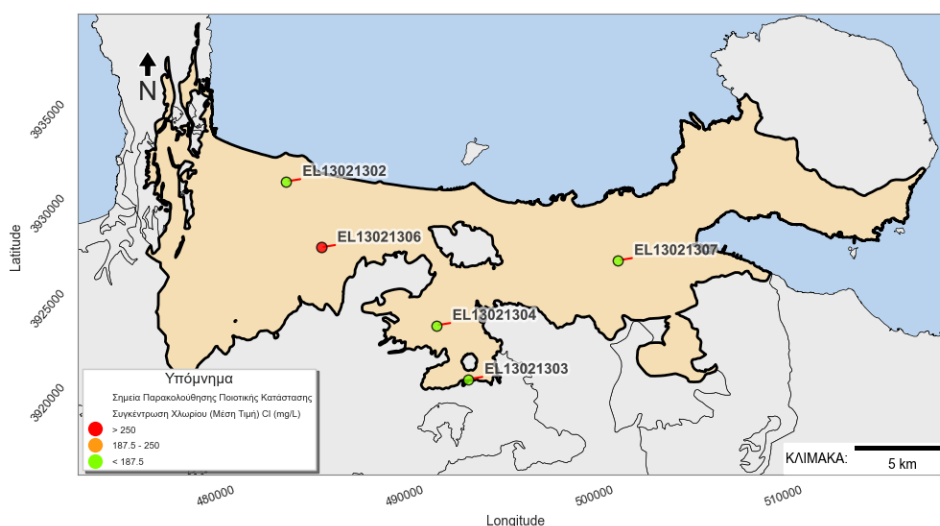 N
EL13021302
EL13021306
EL13021307
EL13021304
EL13021303
Latitude
3935000
3930000
3925000
3920000
Υπόμνημα
Σημεία Παρακολούθησης Ποιοτικής Κατάστασης
Συγκέντρωση Χλωρίου (Μέση Τιμή) Cl (mg/L)
> 250
187.5 - 250
< 187.5
ΚΛΙΜΑΚΑ:
5 km
480000
490000
500000
510000
Longitude